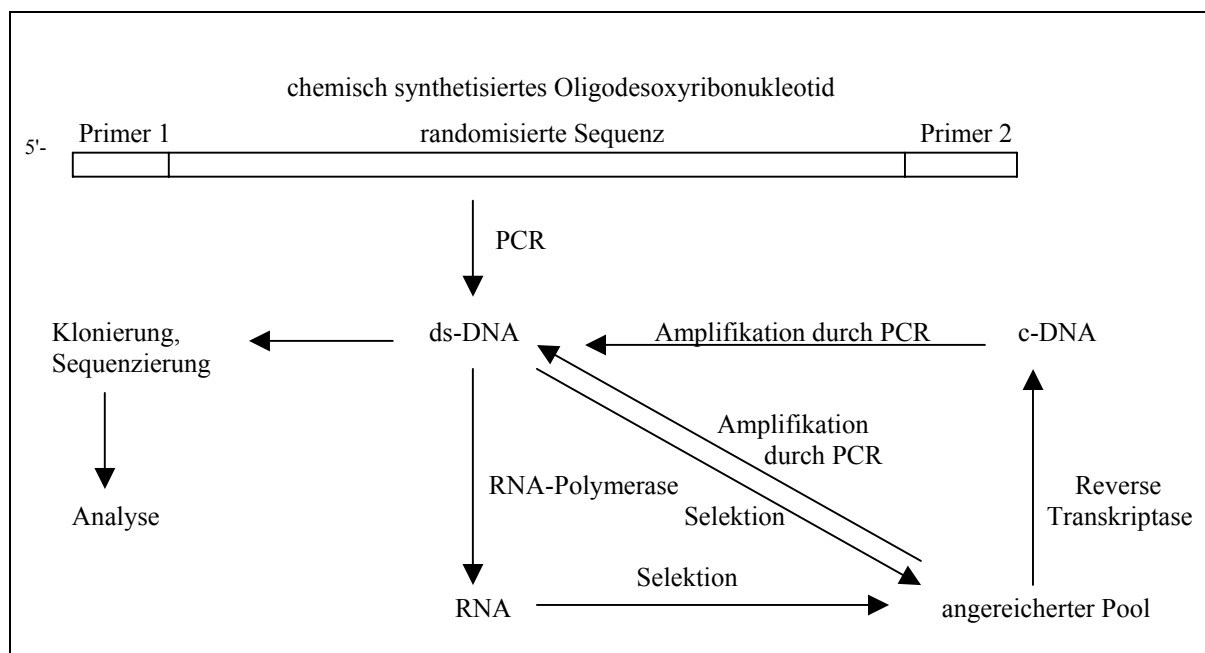 chemisch synthetisiertes Oligodesoxyribonukleotid
5'-
Primer 1
randomisierte Sequenz
Primer 2
PCR
Klonierung,
Sequenzierung
ds-DNA
Amplifikation durch PCR
c-DNA
Amplifikation
durch PCR
Analyse
RNA-Polymerase
Selektion
Reverse
Transkriptase
RNA
Selektion
angereicherter Pool